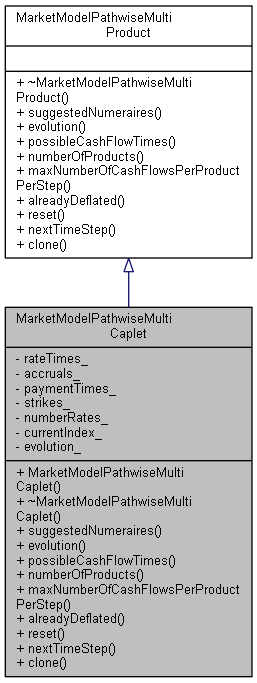 MarketModelPathwiseMulti
Product
+ ~MarketModelPathwiseMulti
Product()
+ suggestedNumeraires()
+ evolution()
+ possibleCashFlowTimes()
+ numberOfProducts()
+ maxNumberOfCashFlowsPerProduct
PerStep()
+ alreadyDeflated()
+ reset()
+ nextTimeStep()
+ clone()
MarketModelPathwiseMulti
Caplet
- rateTimes_
- accruals_
- paymentTimes_
- strikes_
- numberRates_
- currentIndex_
- evolution_
+ MarketModelPathwiseMulti
Caplet()
+ ~MarketModelPathwiseMulti
Caplet()
+ suggestedNumeraires()
+ evolution()
+ possibleCashFlowTimes()
+ numberOfProducts()
+ maxNumberOfCashFlowsPerProduct
PerStep()
+ alreadyDeflated()
+ reset()
+ nextTimeStep()
+ clone()